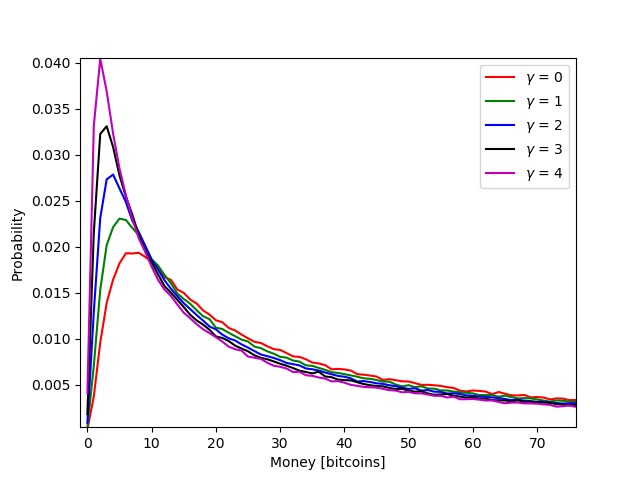 0.040
0.035
0.030
0.025
0.020
0.015
0.010
0.005
Probability
0 10 20 30 40 50 60 70
Money [bitcoins]
γ = 0
γ = 1
γ = 2
γ = 3
γ = 4